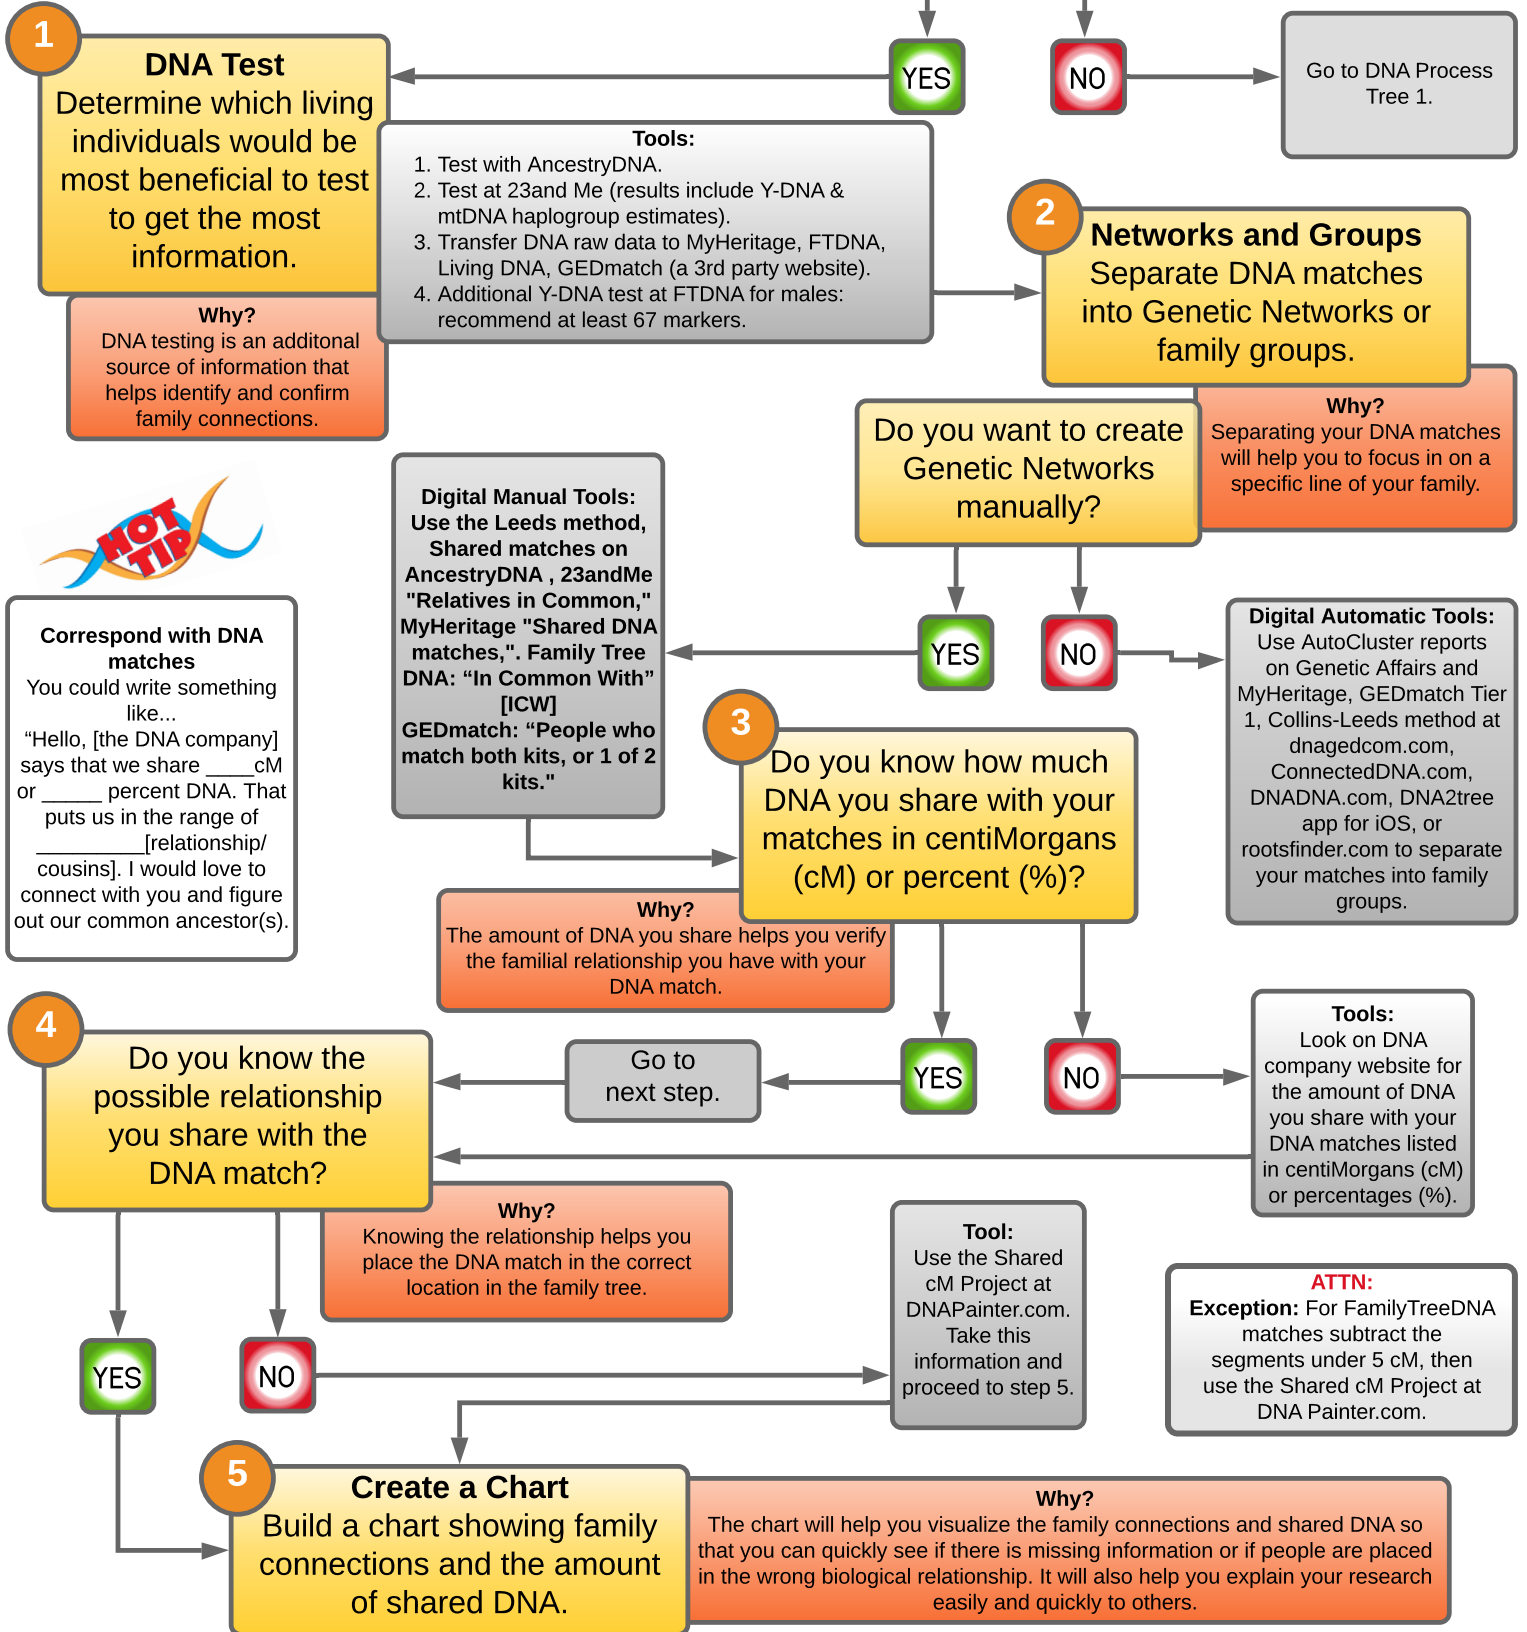 1
DNA Test
Determine which living
individuals would be
most beneficial to test
to get the most
information.
Why?
DNA testing is an additonal
source of information that
helps identify and confirm
family connections.
YES
NO
Go to DNA Process
Tree 1.
Tools:
1. Test with AncestryDNA.
2. Test at 23and Me (results include Y-DNA &
mtDNA haplogroup estimates).
3. Transfer DNA raw data to MyHeritage, FTDNA,
Living DNA, GEDmatch (a 3rd party website).
4. Additional Y-DNA test at FTDNA for males:
recommend at least 67 markers.
2
Networks and Groups
Separate DNA matches
into Genetic Networks or
family groups.
Why?
Separating your DNA matches
will help you to focus in on a
specific line of your family.
Do you want to create
Genetic Networks
manually?
YES
NO
Digital Manual Tools:
Use the Leeds method,
Shared matches on
AncestryDNA , 23andMe
"Relatives in Common,"
MyHeritage "Shared DNA
matches,". Family Tree
DNA: “In Common With”
[ICW]
GEDmatch: “People who
match both kits, or 1 of 2
kits."
Digital Automatic Tools:
Use AutoCluster reports
on Genetic Affairs and
MyHeritage, GEDmatch Tier
1, Collins-Leeds method at
dnagedcom.com,
ConnectedDNA.com,
DNADNA.com, DNA2tree
app for iOS, or
rootsfinder.com to separate
your matches into family
groups.
HOT
TIP
Correspond with DNA
matches
You could write something
like...
“Hello, [the DNA company]
says that we share ____cM
or _____ percent DNA. That
puts us in the range of
_________[relationship/
cousins]. I would love to
connect with you and figure
out our common ancestor(s).
3
Do you know how much
DNA you share with your
matches in centiMorgans
(cM) or percent (%)?
Why?
The amount of DNA you share helps you verify
the familial relationship you have with your
DNA match.
YES
NO
Go to
next step.
Tools:
Look on DNA
company website for
the amount of DNA
you share with your
DNA matches listed
in centiMorgans (cM)
or percentages (%).
4
Do you know the
possible relationship
you share with the
DNA match?
Why?
Knowing the relationship helps you
place the DNA match in the correct
location in the family tree.
YES
NO
Tool:
Use the Shared
cM Project at
DNAPainter.com.
Take this
information and
proceed to step 5.
ATTN:
Exception: For FamilyTreeDNA
matches subtract the
segments under 5 cM, then
use the Shared cM Project at
DNA Painter.com.
5
Create a Chart
Build a chart showing family
connections and the amount
of shared DNA.
Why?
The chart will help you visualize the family connections and shared DNA so
that you can quickly see if there is missing information or if people are placed
in the wrong biological relationship. It will also help you explain your research
easily and quickly to others.